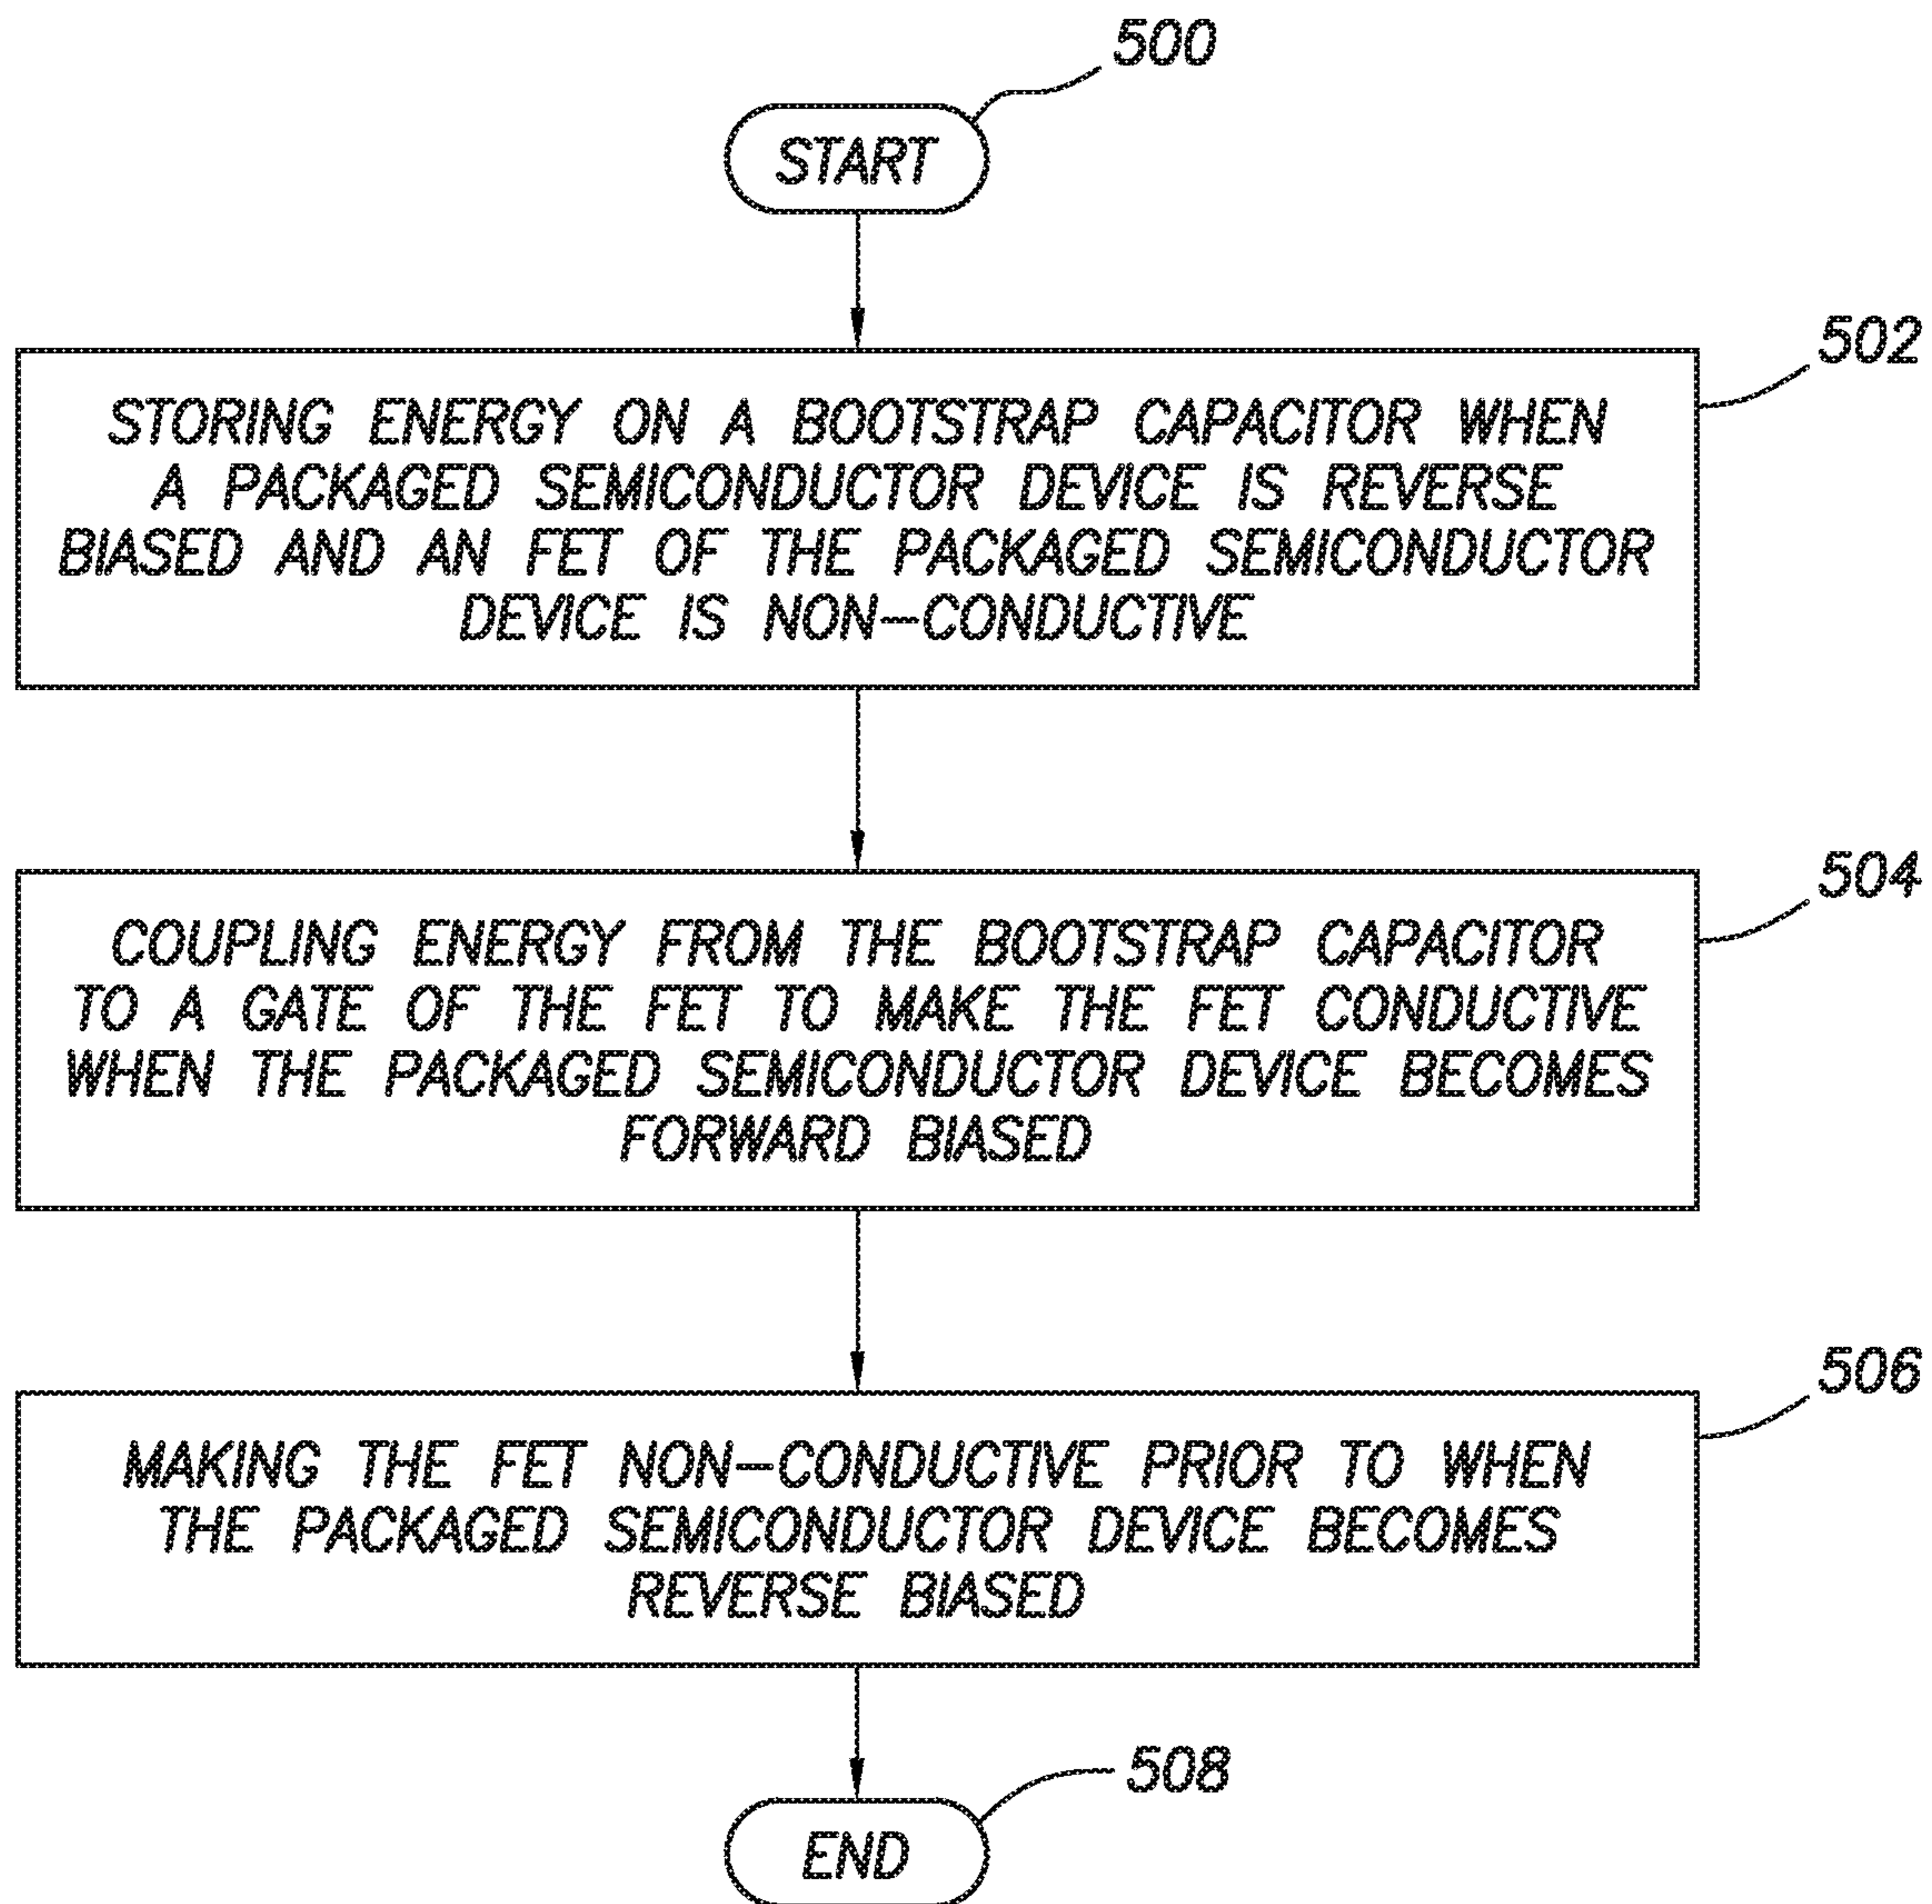 500
START
502
STORING ENERGY ON A BOOTSTRAP CAPACITOR WHEN
A PACKAGED SEMICONDUCTOR DEVICE IS REVERSE
BIASED AND AN FET OF THE PACKAGED SEMICONDUCTOR
DEVICE IS NON-CONDUCTIVE
504
COUPLING ENERGY FROM THE BOOTSTRAP CAPACITOR
TO A GATE OF THE FET TO MAKE THE FET CONDUCTIVE
WHEN THE PACKAGED SEMICONDUCTOR DEVICE BECOMES
FORWARD BIASED
506
MAKING THE FET NON-CONDUCTIVE PRIOR TO WHEN
THE PACKAGED SEMICONDUCTOR DEVICE BECOMES
REVERSE BIASED
508
END